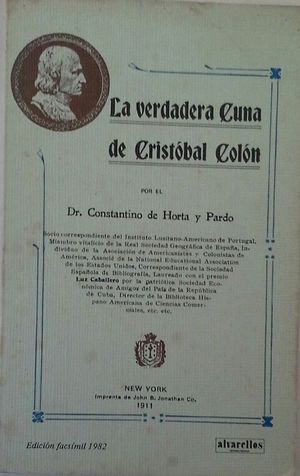 La verdadera Cuna
de Cristóbal Colón
POR EL
Dr. Constantino de Horta y Pardo
Socio correspondiente del Instituto Lusitano-Americano de Portugal,
Miembro vitalicio de la Real Sociedad Geográfica de España, In-
dividuo de la Asociación de Americanistas y Colonistas de
América, Associé de la National Educational Association
de los Estados Unidos, Correspondiente de la Sociedad
Española de Bibliografía, Laureado con el premio
Luz Caballero por la patriótica Sociedad Eco-
nómica de Amigos del País de la República
de Cuba, Director de la Biblioteca His-
pano Americana de Ciencias Comer-
ciales, etc. etc.
NEW YORK
Imprenta de John B. Jonathan Co.
1911
Edición facsímil 1982
alvarellos